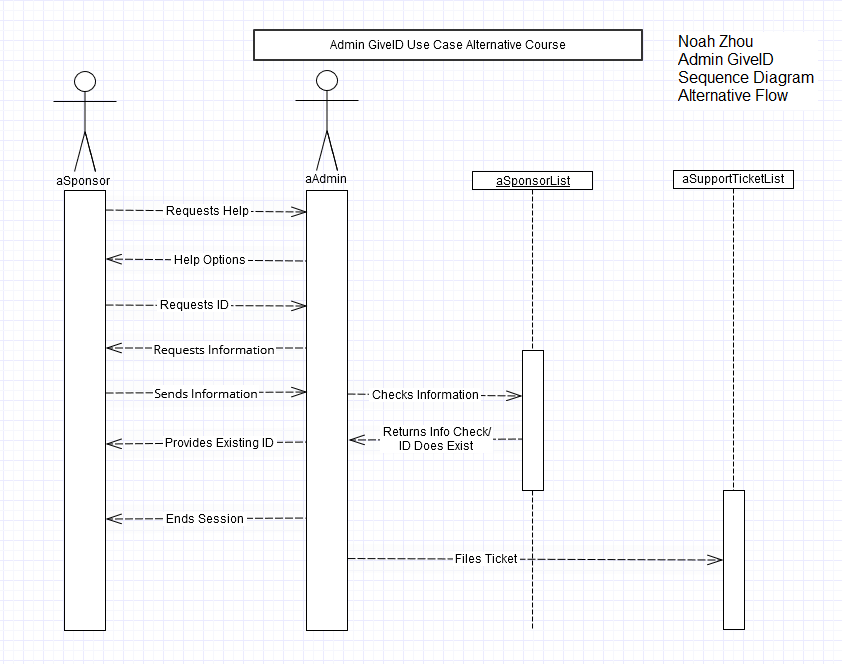 Admin GiveID Use Case Alternative Course
Noah Zhou
Admin GiveID
Sequence Diagram
Alternative Flow
aSponsor
aAdmin
aSponsorList
aSupportTicketList
Requests Help
Help Options
Requests ID
Requests Information
Sends Information
Checks Information
Returns Info Check/
ID Does Exist
Provides Existing ID
Ends Session
Files Ticket